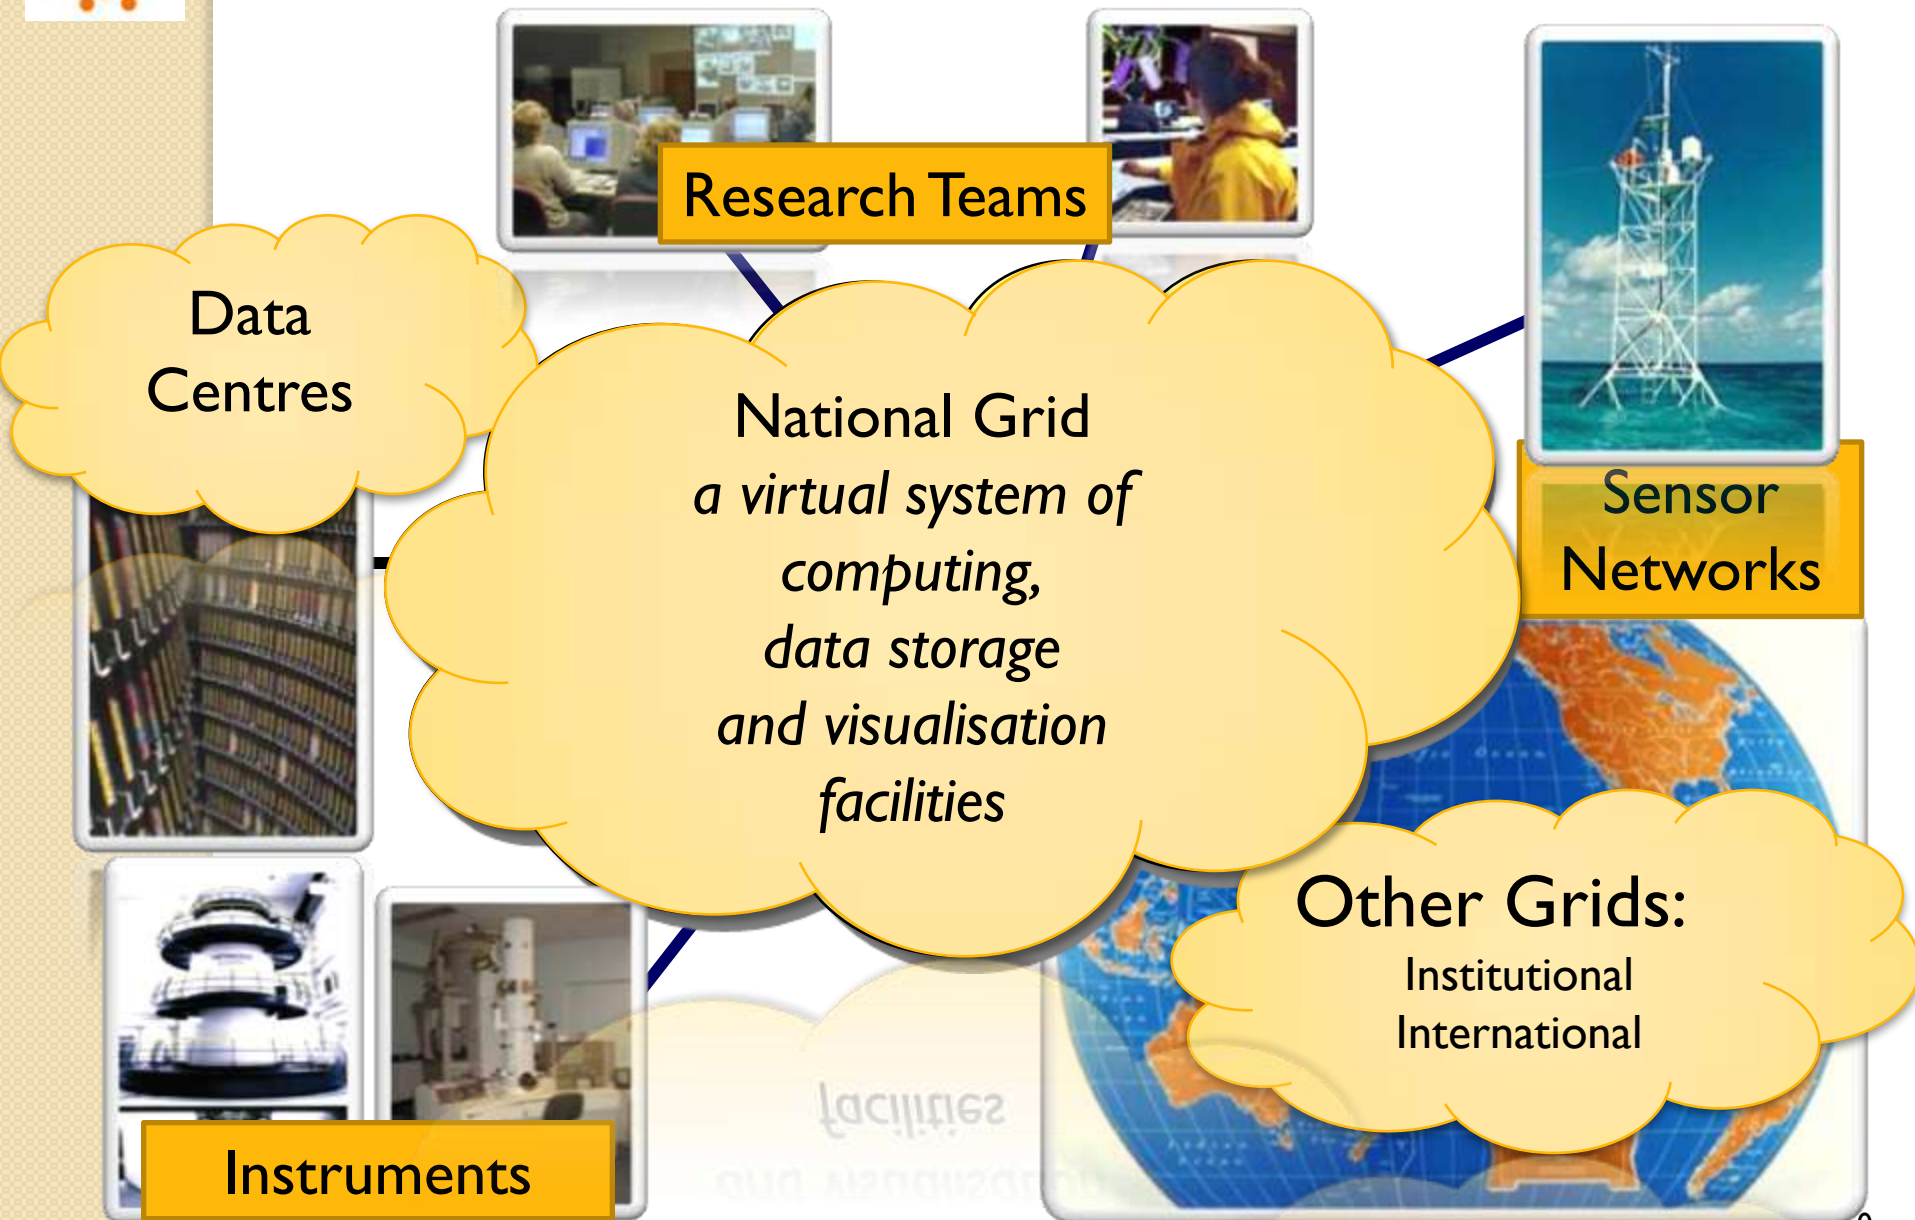 Research Teams
Data
Centres
National Grid
a virtual system of
computing,
data storage
and visualisation
facilities
Sensor
Networks
Other Grids:
Institutional
International
Instruments